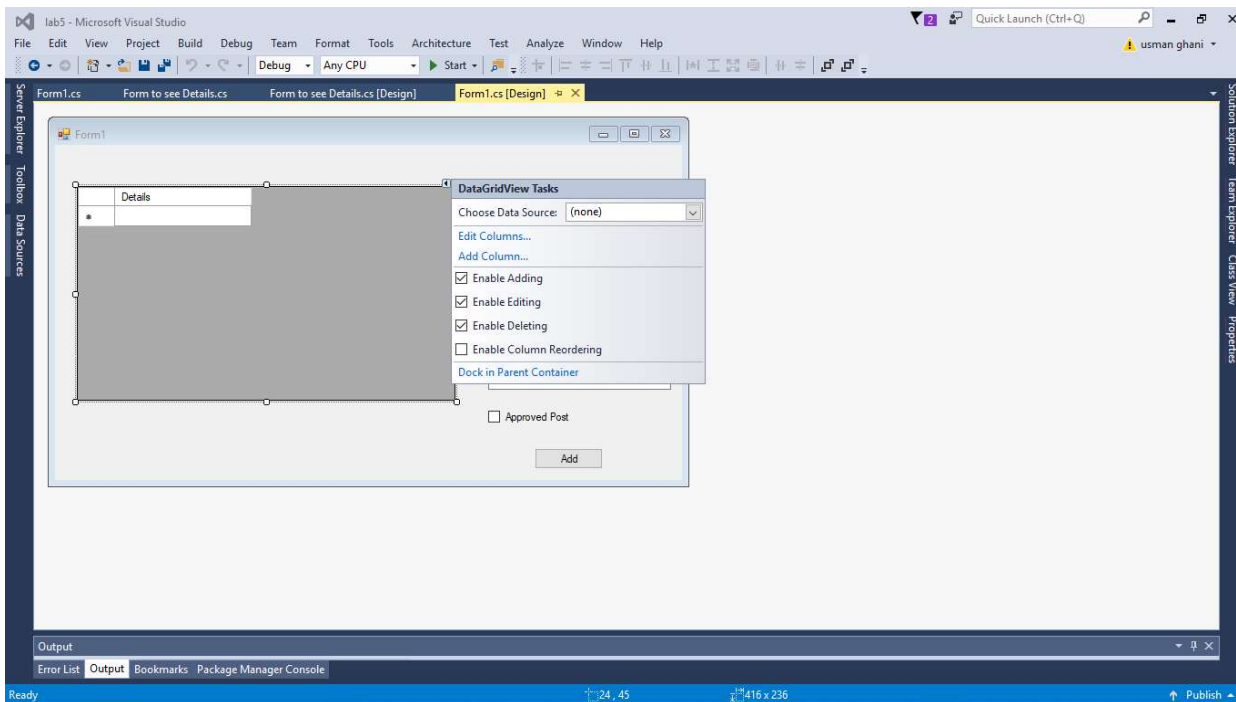 lab5 - Microsoft Visual Studio
2
Quick Launch (Ctrl+Q)
File Edit View Project Build Debug Team Format Tools Architecture Test Analyze Window Help
usman ghani
Debug Any CPU Start
Server Explorer
Toolbox
Data Sources
Form1.cs Form to see Details.cs Form to see Details.cs [Design] Form1.cs [Design]
Form1
Details
DataGridView Tasks
Choose Data Source: (none)
Edit Columns...
Add Column...
Enable Adding
Enable Editing
Enable Deleting
Enable Column Reordering
Dock in Parent Container
Approved Post
Add
Solution Explorer
Team Explorer
Class View
Properties
Output
Error List Output Bookmarks Package Manager Console
Ready 24 , 45 416 x 236 Publish